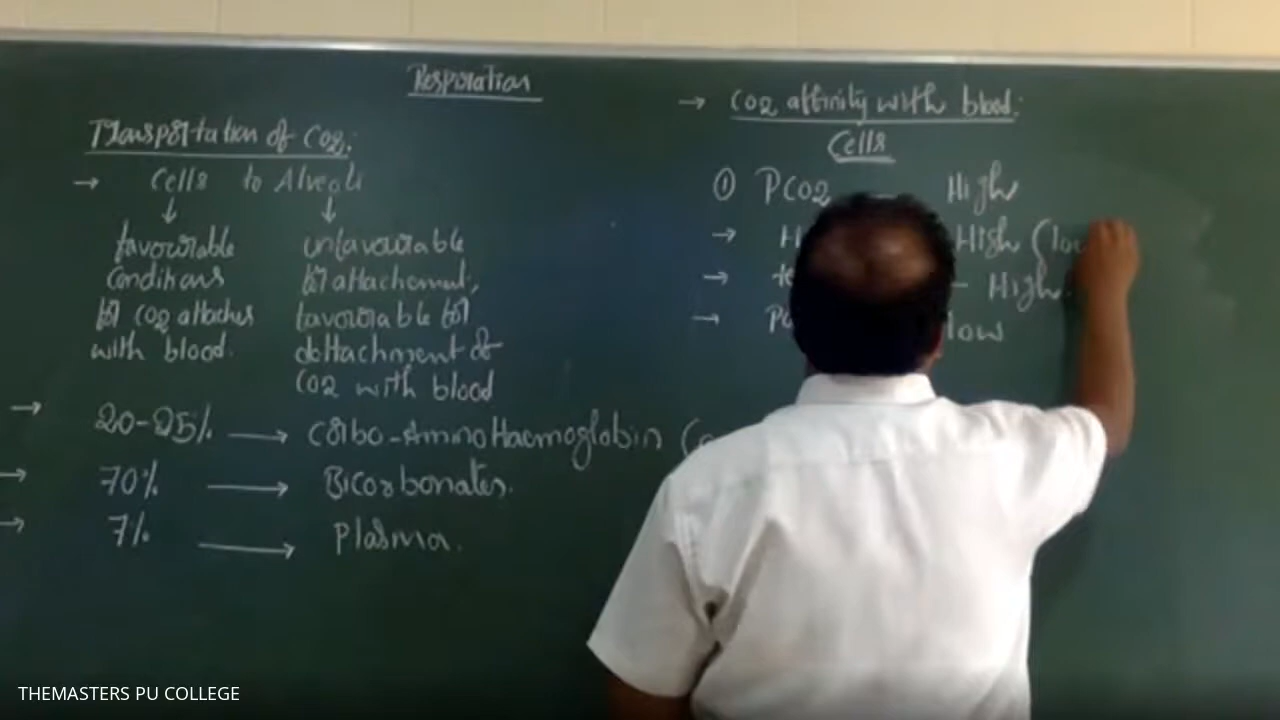 Respiration
Transportation of CO2:
→ Cells to Alveoli
↓ ↓
favourable
conditions
for CO2 attaches
with blood.
unfavourable
for attachment,
favourable for
dettachment of
CO2 with blood
→ 20-25% → Carbo-Amino Haemoglobin (
→ 70% → Bicarbonates.
→ 7% → Plasma.
→ CO2 affinity with blood:
Cells
① PCO2 — High
→ H High (low
→ te - High.
→ PO low
THEMASTERS PU COLLEGE